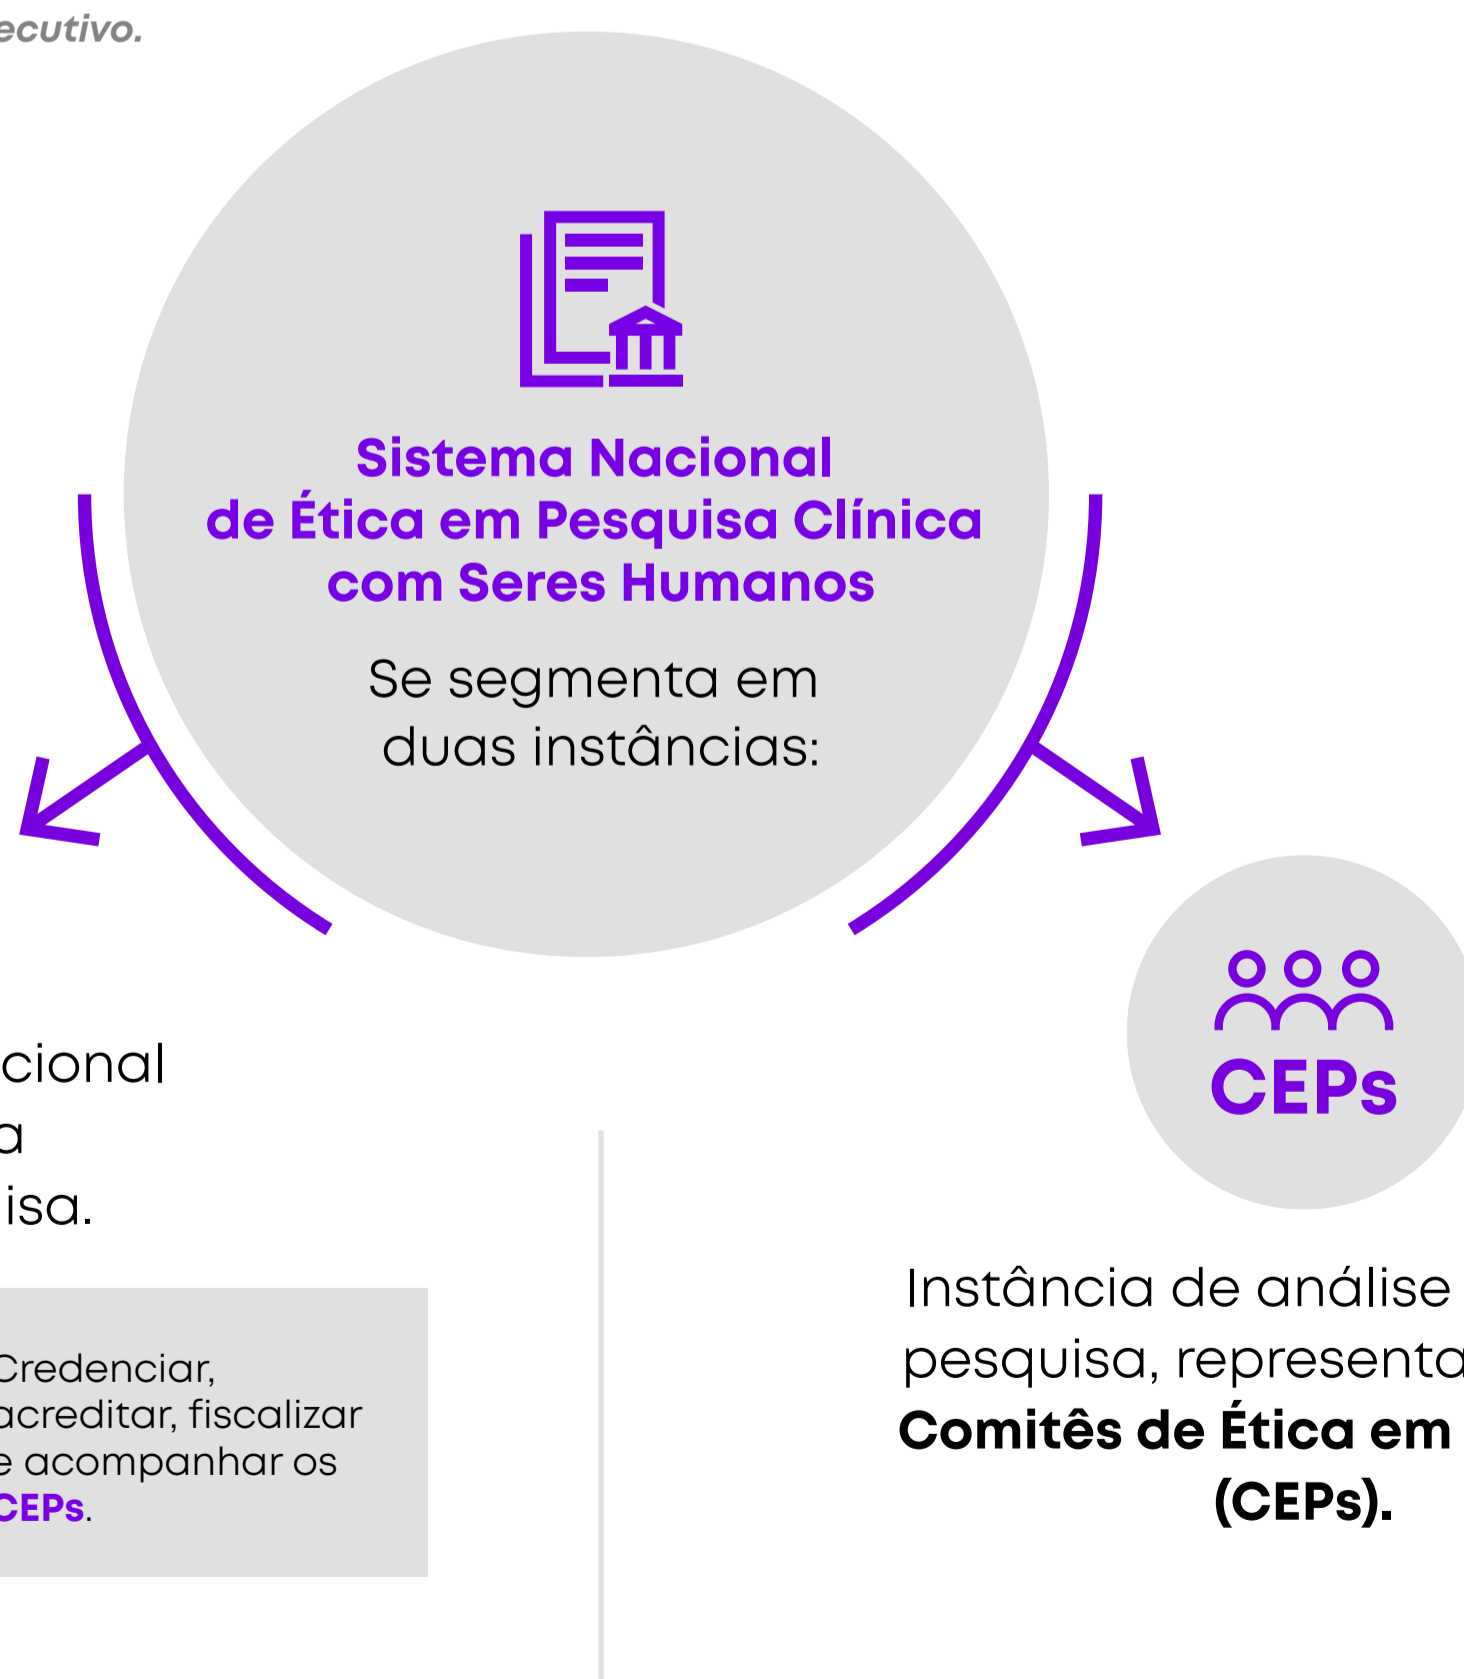 ecutivo.
Sistema Nacional
de Ética em Pesquisa Clínica
com Seres Humanos
Se segmenta em
duas instâncias:
cional
a
isa.
Credenciar,
acreditar, fiscalizar
e acompanhar os
CEPs.
CEPs
Instância de análise
pesquisa, representa
Comitês de Ética em
(CEPs).